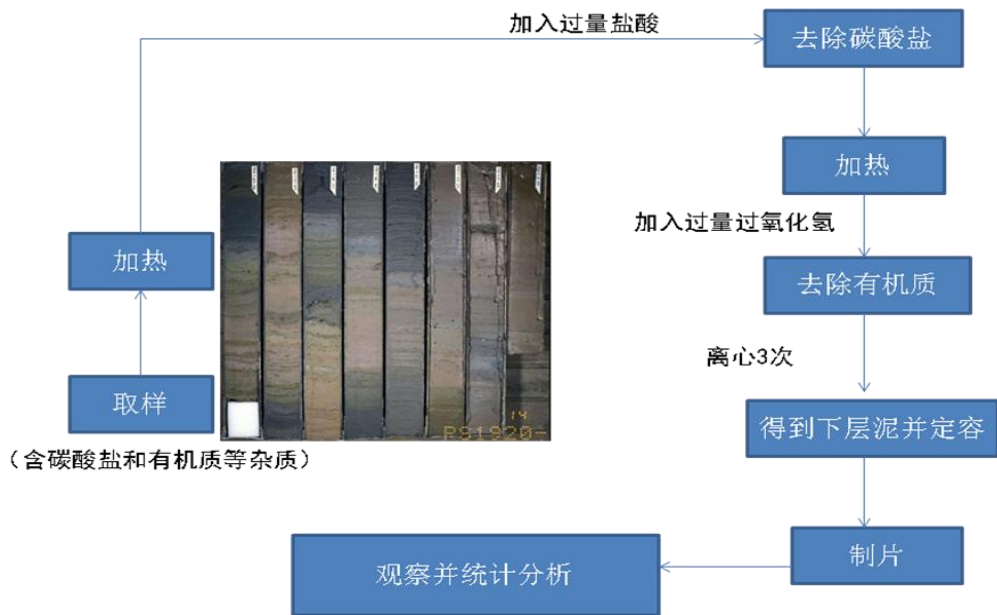 加入过量盐酸
去除碳酸盐
加热
加入过量过氧化氢
加热
去除有机质
离心3次
取样
得到下层泥并定容
（含碳酸盐和有机质等杂质）
制片
观察并统计分析
14
PS1920-